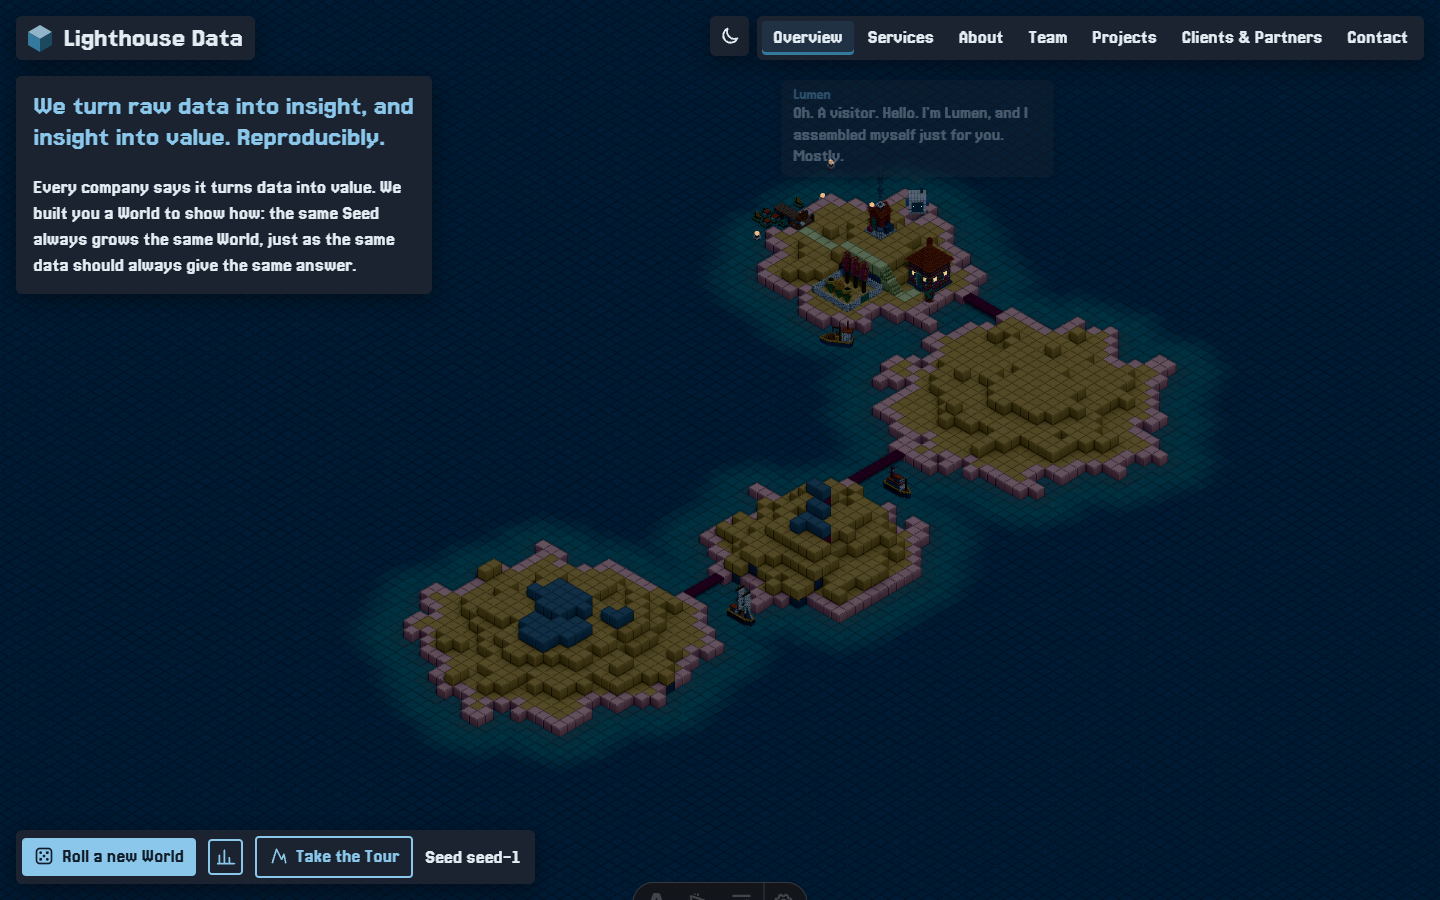 Lighthouse Data
Overview Services About Team Projects Clients & Partners Contact
We turn raw data into insight, and
insight into value. Reproducibly.
Every company says it turns data into value. We
built you a World to show how: the same Seed
always grows the same World, just as the same
data should always give the same answer.
Lumen
Oh. A visitor. Hello. I'm Lumen, and I
assembled myself just for you.
Mostly.
Roll a new World
Take the Tour
Seed seed-1